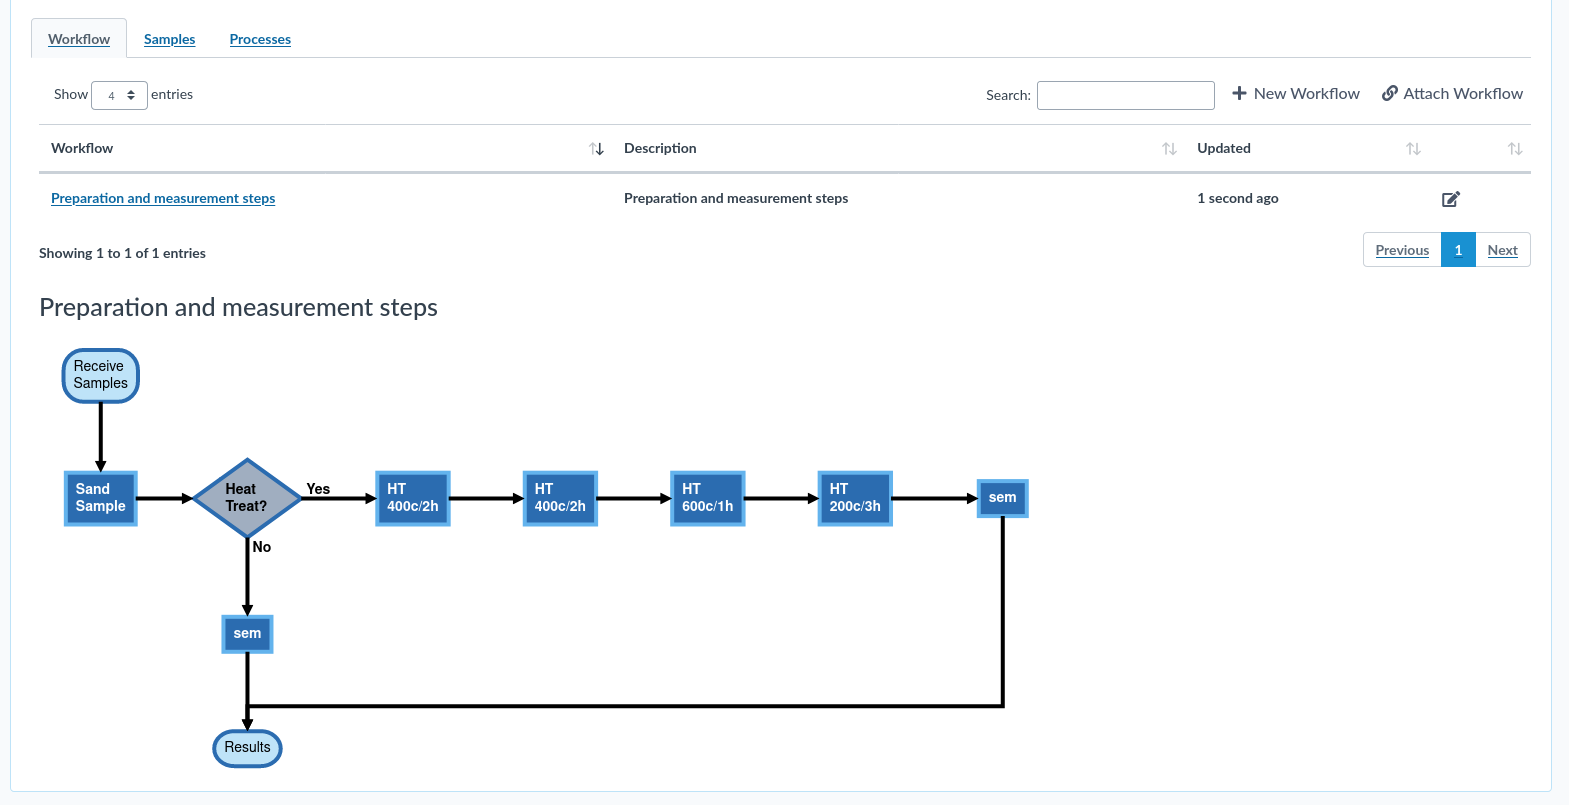 Workflow Samples Processes
Show 4 entries
Search:
New Workflow
Attach Workflow
Workflow Description Updated
Preparation and measurement steps Preparation and measurement steps 1 second ago
Showing 1 to 1 of 1 entries
Previous 1 Next
Preparation and measurement steps
Receive
Samples
Sand
Sample
Heat
Treat?
Yes
HT
400c/2h
HT
400c/2h
HT
600c/1h
HT
200c/3h
sem
No
sem
Results